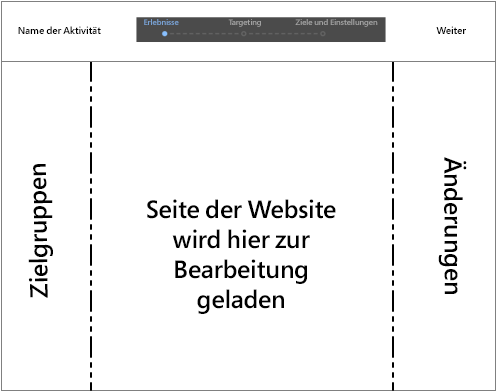 Name der Aktivität
Erlebnisse
Targeting
Ziele und Einstellungen
Weiter
Zielgruppen
Seite der Website
wird hier zur
Bearbeitung
geladen
Änderungen